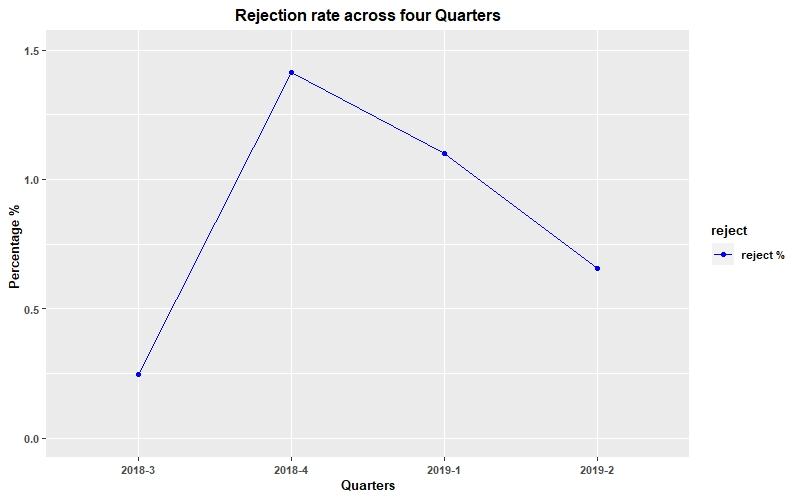 Rejection rate across four Quarters
1.5
1.0
0.5
0.0
Percentage %
2018-3
2018-4
2019-1
2019-2
Quarters
reject
reject %